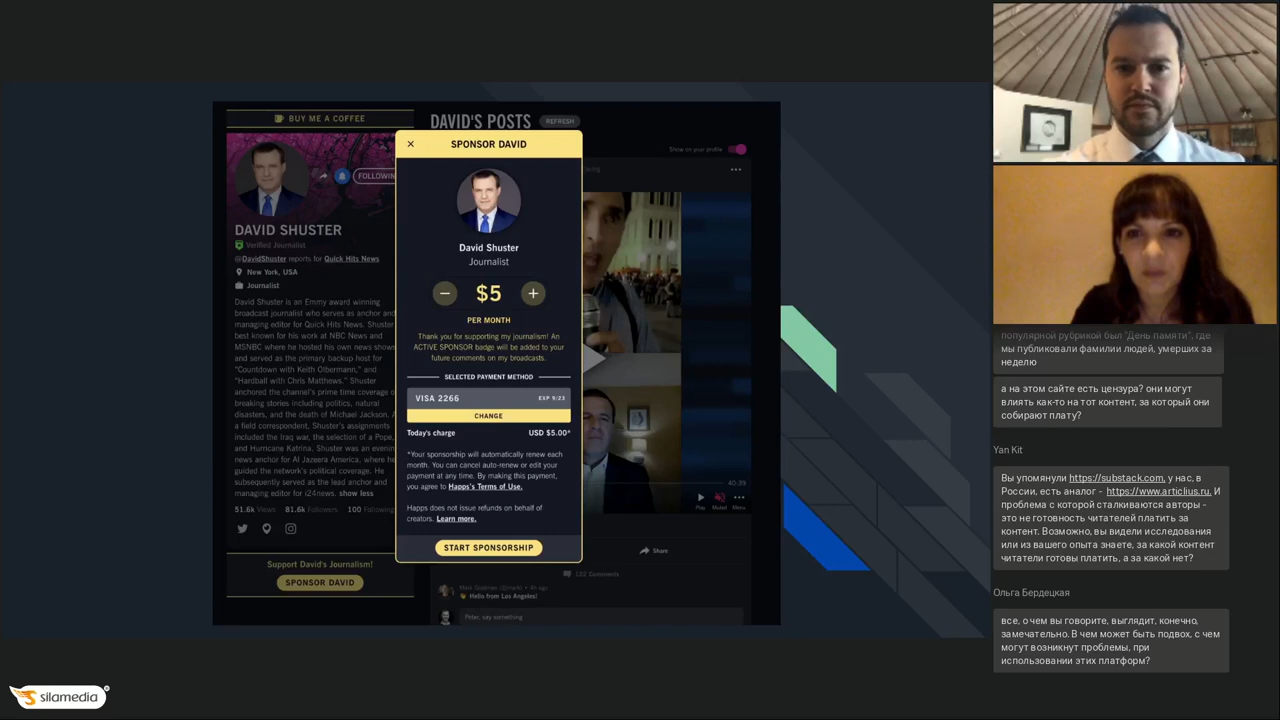 BUY ME A COFFEE
FOLLOWIN
DAVID SHUSTER
Verified Journalist
@DavidShuster reports for Quick Hits News
New York, USA
Journalist
David Shuster is an Emmy award winning
broadcast journalist who serves as anchor and
managing editor for Quick Hits News. Shuster
best known for his work at NBC News and
MSNBC where he hosted his own news shows
and served as the primary backup host for
"Countdown with Keith Olbermann," and
"Hardball with Chris Matthews." Shuster
anchored the channel's prime time coverage of
breaking stories including politics, natural
disasters, and the death of Michael Jackson. A
a field correspondent, Shuster's assignments
included the Iraq war, the selection of a Pope,
and Hurricane Katrina. Shuster was an evenin
news anchor for Al Jazeera America, where he
guided the network's political coverage. He
subsequently served as the lead anchor and
managing editor for i24news. show less
51.6k Views 81.6k Followers 100 Following
Support David's Journalism!
SPONSOR DAVID
DAVID'S POSTS REFRESH
Show on your profile
SPONSOR DAVID
David Shuster
Journalist
− $5 +
PER MONTH
Thank you for supporting my journalism! An
ACTIVE SPONSOR badge will be added to your
future comments on my broadcasts.
SELECTED PAYMENT METHOD
VISA 2266 EXP 9/23
CHANGE
Today's charge USD $5.00*
*Your sponsorship will automatically renew each
month. You can cancel auto-renew or edit your
payment at any time. By making this payment,
you agree to Happs's Terms of Use.
Happs does not issue refunds on behalf of
creators. Learn more.
START SPONSORSHIP
40:39
Play Muted Menu
Share
132 Comments
Hello from Los Angeles!
Peter, say something
популярной рубрикой был "День памяти", где
мы публиковали фамилии людей, умерших за
неделю
а на этом сайте есть цензура? они могут
влиять как-то на тот контент, за который они
собирают плату?
Yan Kit
Вы упомянули https://substack.com, у нас, в
России, есть аналог - https://www.articlius.ru. И
проблема с которой сталкиваются авторы -
это не готовность читателей платить за
контент. Возможно, вы видели исследования
или из вашего опыта знаете, за какой контент
читатели готовы платить, а за какой нет?
Ольга Бердецкая
все, о чем вы говорите, выглядит, конечно,
замечательно. В чем может быть подвох, с чем
могут возникнут проблемы, при
использовании этих платформ?
silamedia